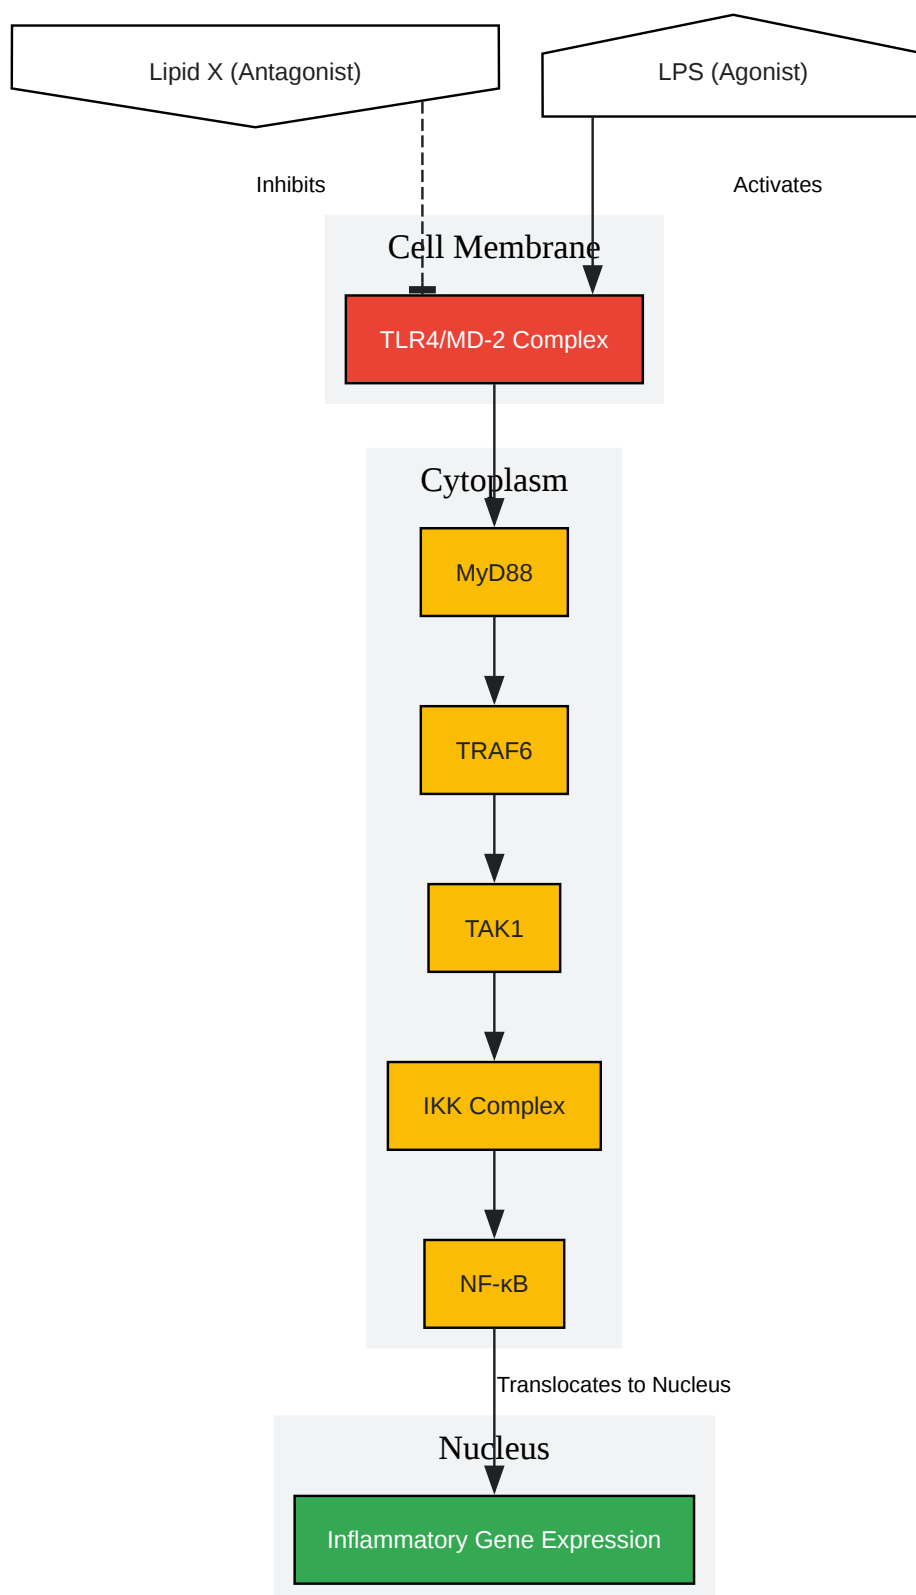 Lipid X (Antagonist)
LPS (Agonist)
Inhibits
Activates
Cell Membrane
TLR4/MD-2 Complex
Cytoplasm
MyD88
TRAF6
TAK1
IKK Complex
NF-κB
Translocates to Nucleus
Nucleus
Inflammatory Gene Expression